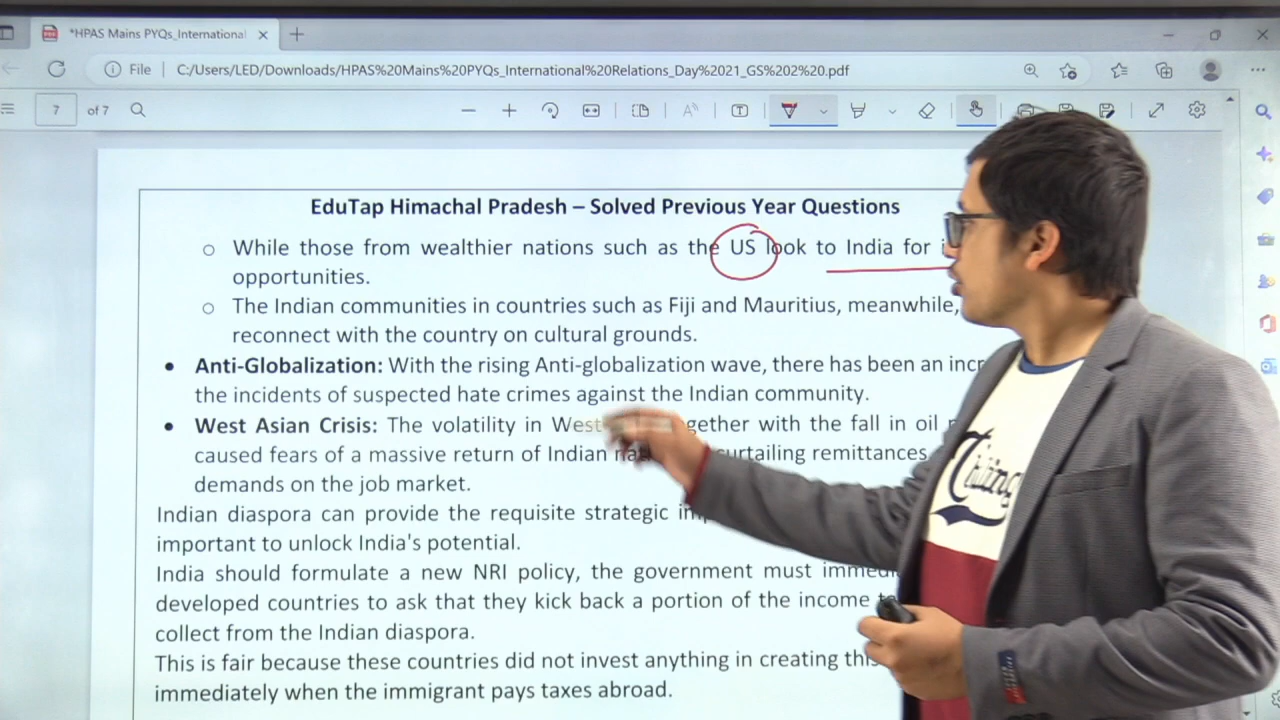 *HPAS Mains PYQs_International
File C:/Users/LED/Downloads/HPAS%20Mains%20PYQs_International%20Relations_Day%2021_GS%202%20.pdf
7 of 7
EduTap Himachal Pradesh – Solved Previous Year Questions
While those from wealthier nations such as the US look to India for
opportunities.
The Indian communities in countries such as Fiji and Mauritius, meanwhile,
reconnect with the country on cultural grounds.
Anti-Globalization: With the rising Anti-globalization wave, there has been an
the incidents of suspected hate crimes against the Indian community.
West Asian Crisis: The volatility in West together with the fall in oil
caused fears of a massive return of Indian curtailing remittances
demands on the job market.
Indian diaspora can provide the requisite strategic
important to unlock India's potential.
India should formulate a new NRI policy, the government must
developed countries to ask that they kick back a portion of the income
collect from the Indian diaspora.
This is fair because these countries did not invest anything in creating this
immediately when the immigrant pays taxes abroad.